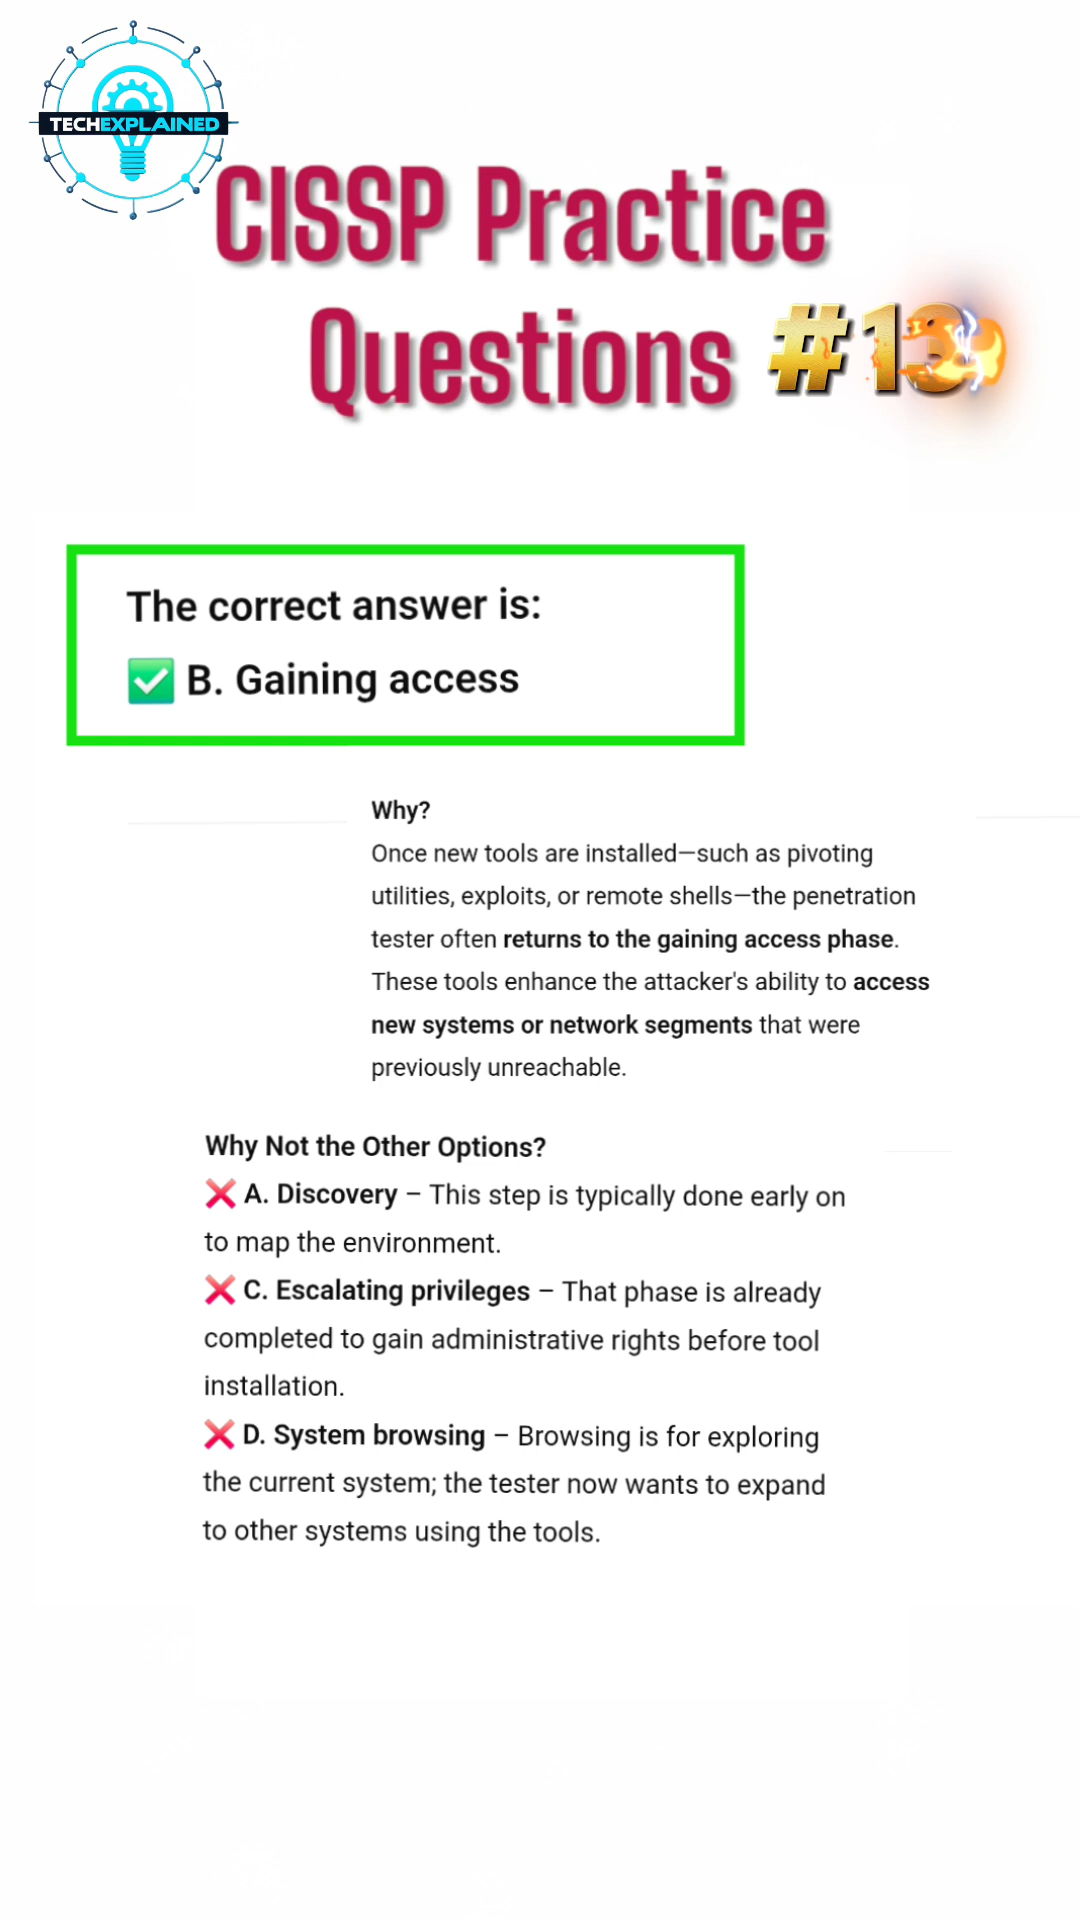 TECHEXPLAINED
CISSP Practice
Questions #13
The correct answer is:
✅ B. Gaining access
Why?
Once new tools are installed—such as pivoting
utilities, exploits, or remote shells—the penetration
tester often returns to the gaining access phase.
These tools enhance the attacker's ability to access
new systems or network segments that were
previously unreachable.
Why Not the Other Options?
❌ A. Discovery – This step is typically done early on
to map the environment.
❌ C. Escalating privileges – That phase is already
completed to gain administrative rights before tool
installation.
❌ D. System browsing – Browsing is for exploring
the current system; the tester now wants to expand
to other systems using the tools.